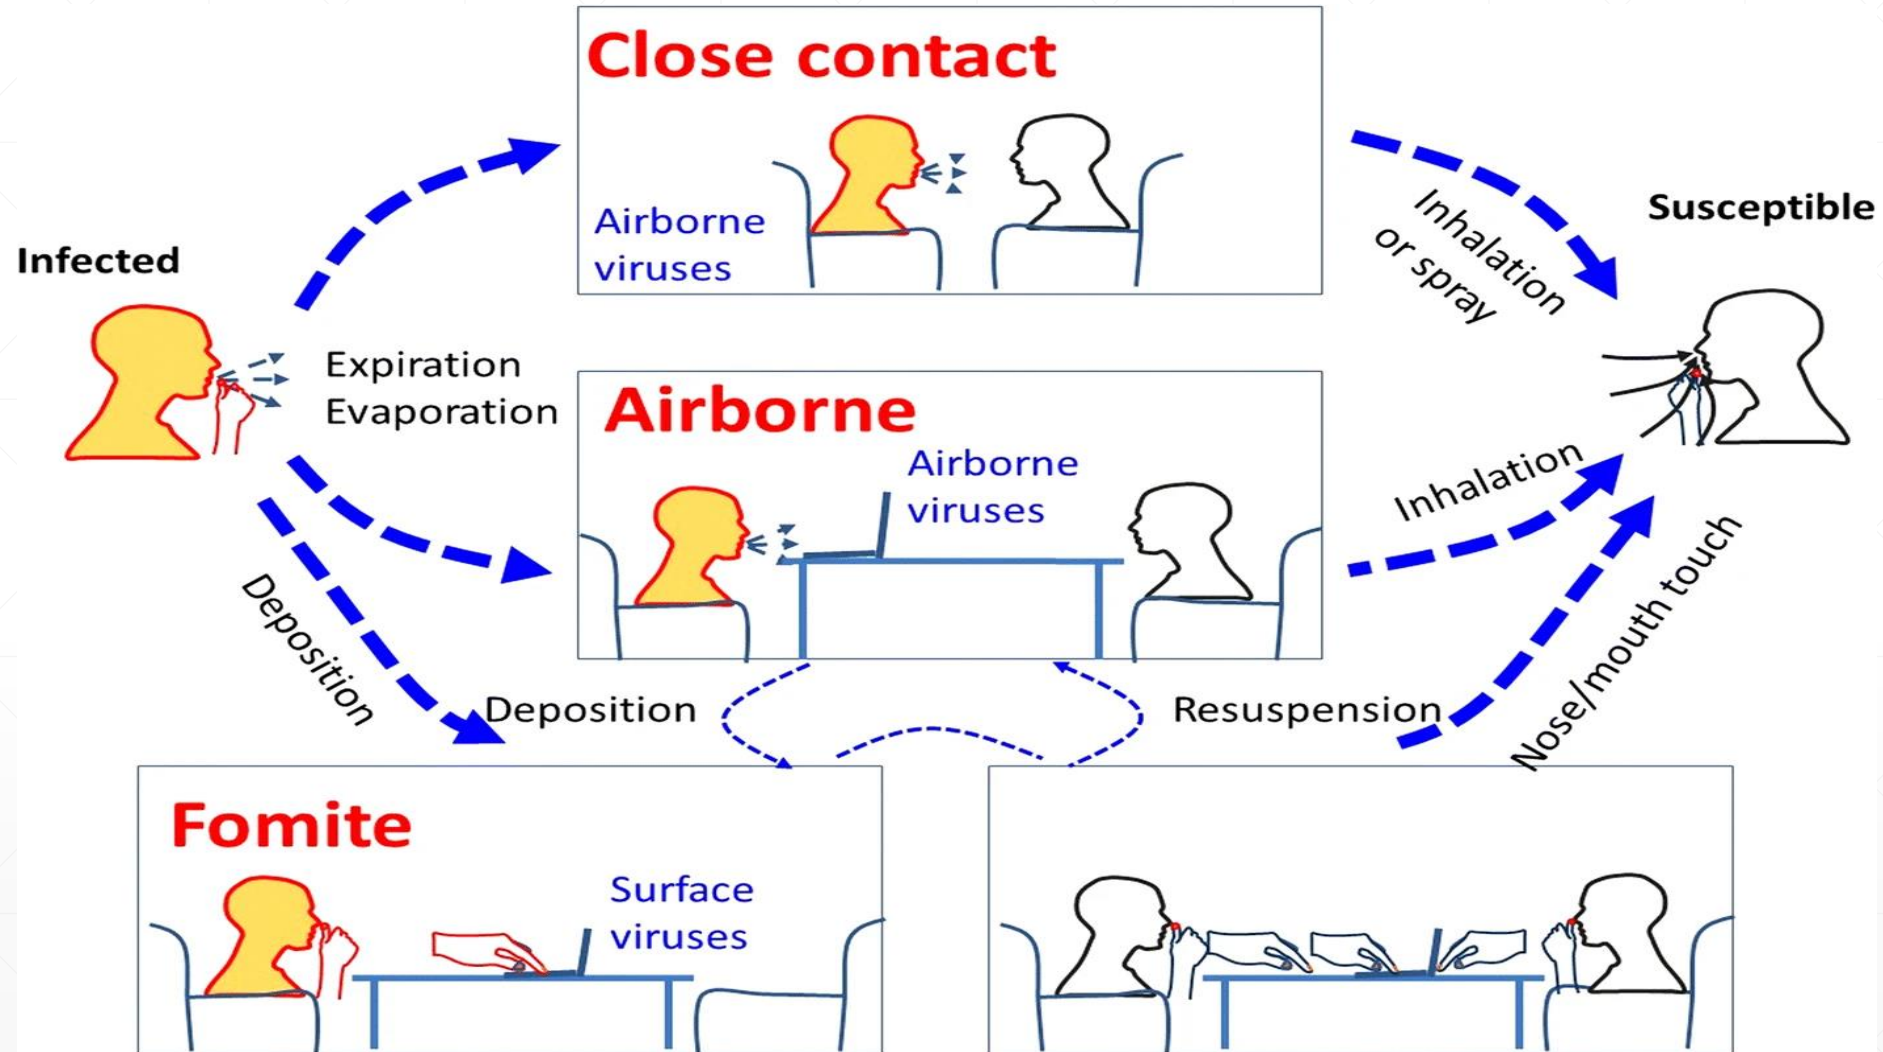 Close contact
Airborne
viruses
Infected
Susceptible
Inhalation
or spray
Expiration
Evaporation
Airborne
Airborne
viruses
Inhalation
Deposition
Deposition
Resuspension
Nose/mouth touch
Fomite
Surface
viruses